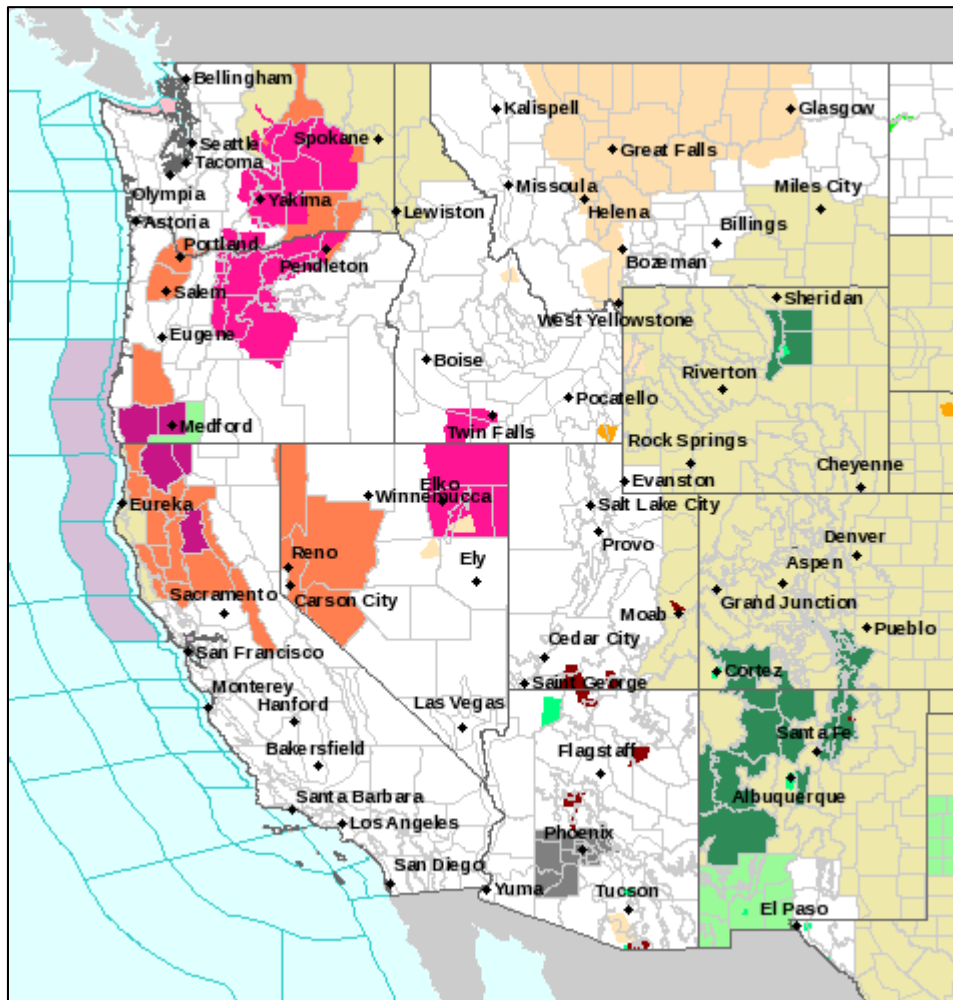 Bellingham
Kalispell
Glasgow
Seattle
Spokane
Great Falls
Tacoma
Olympia
Missoula
Miles City
Yakima
Lewiston
Helena
Astoria
Billings
Portland
Bozeman
Pendleton
Salem
Sheridan
West Yellowstone
Eugene
Boise
Riverton
Pocatello
Medford
Twin Falls
Rock Springs
Cheyenne
Elko
Evanston
Eureka
Winnemucca
Salt Lake City
Provo
Denver
Reno
Ely
Aspen
Sacramento
Carson City
Grand Junction
Moab
Pueblo
San Francisco
Cedar City
Cortez
Saint George
Monterey
Hanford
Las Vegas
Santa Fe
Bakersfield
Flagstaff
Albuquerque
Santa Barbara
Los Angeles
Phoenix
San Diego
Yuma
Tucson
El Paso